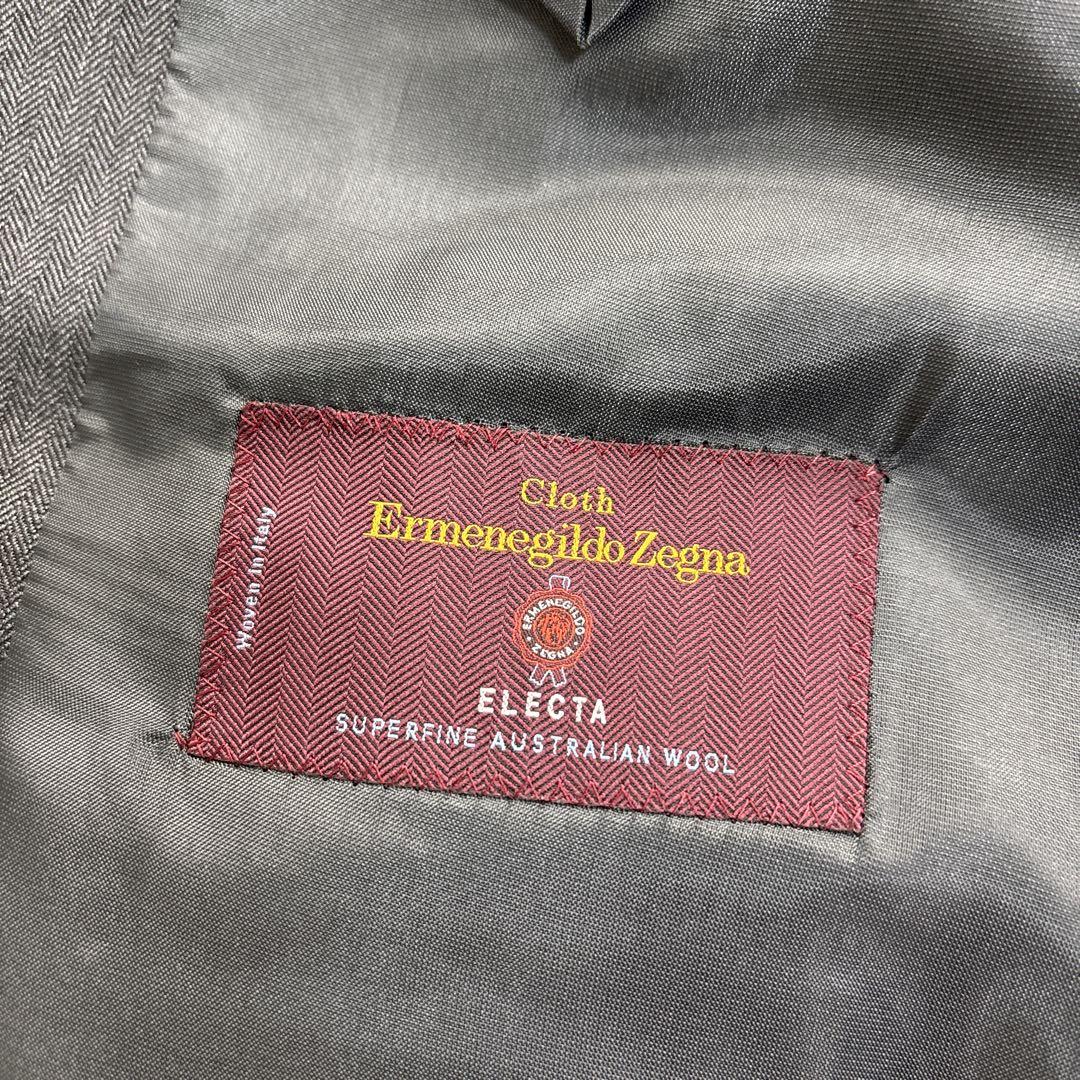 Cloth
Ermenegildo Zegna
Woven in Italy
ERMENEGILDO
ZEGNA
ELECTA
SUPERFINE AUSTRALIAN WOOL